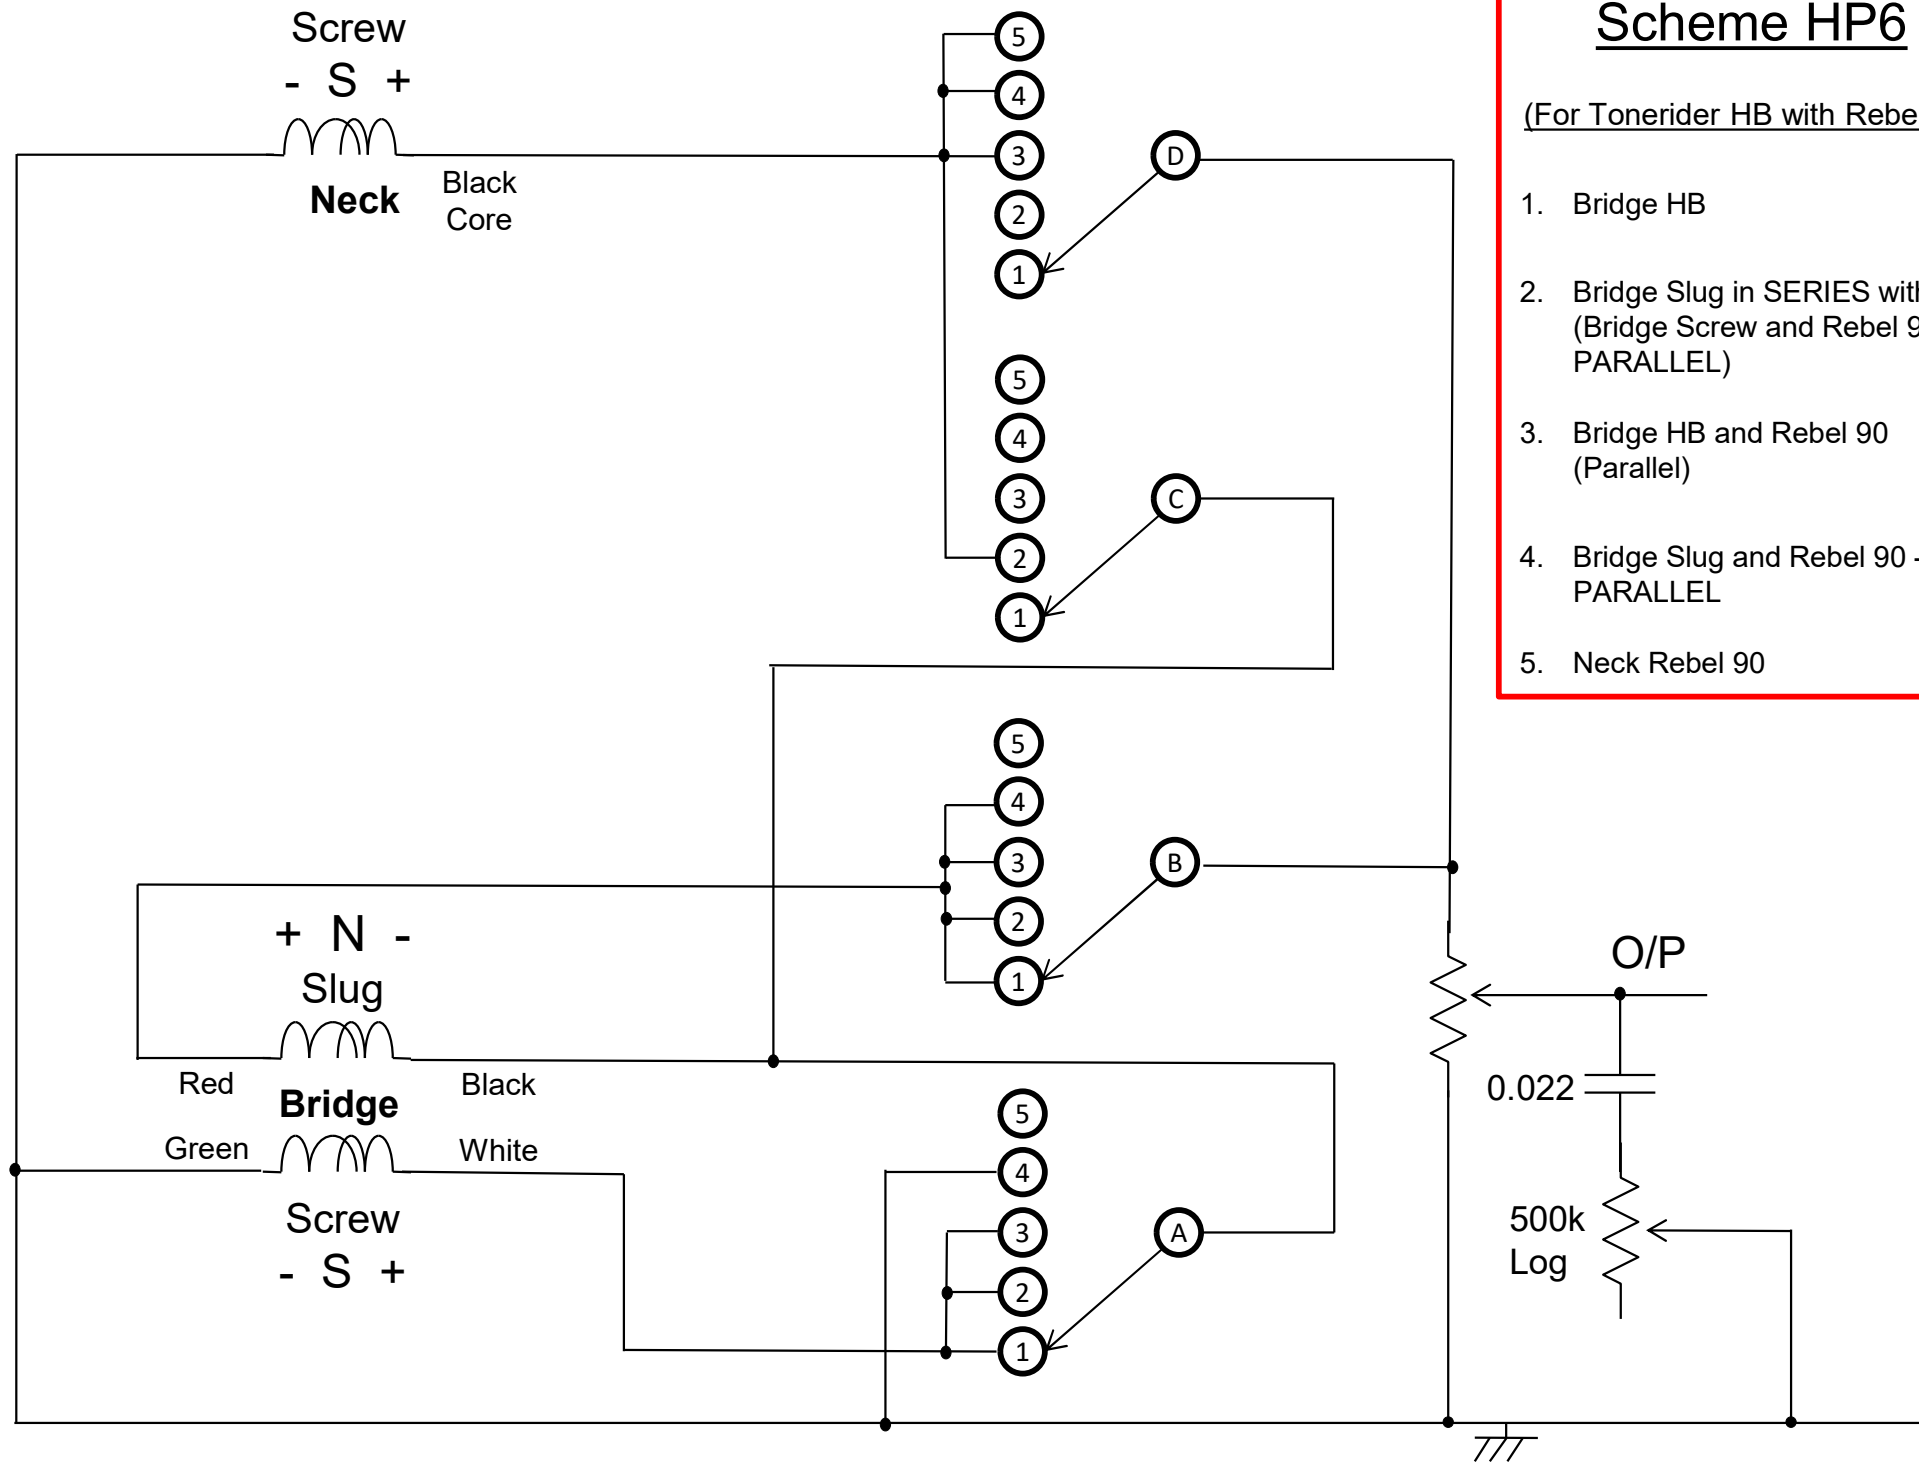 Screw
- S +
Neck
Black
Core
5
4
3
2
1
D
5
4
3
2
1
C
5
4
3
2
1
B
+ N -
Slug
Red
Black
Bridge
Green
White
Screw
- S +
5
4
3
2
1
A
O/P
0.022
500k
Log
Scheme HP6
(For Tonerider HB with Rebe
1. Bridge HB
2. Bridge Slug in SERIES with
(Bridge Screw and Rebel 9
PARALLEL)
3. Bridge HB and Rebel 90
(Parallel)
4. Bridge Slug and Rebel 90 -
PARALLEL
5. Neck Rebel 90